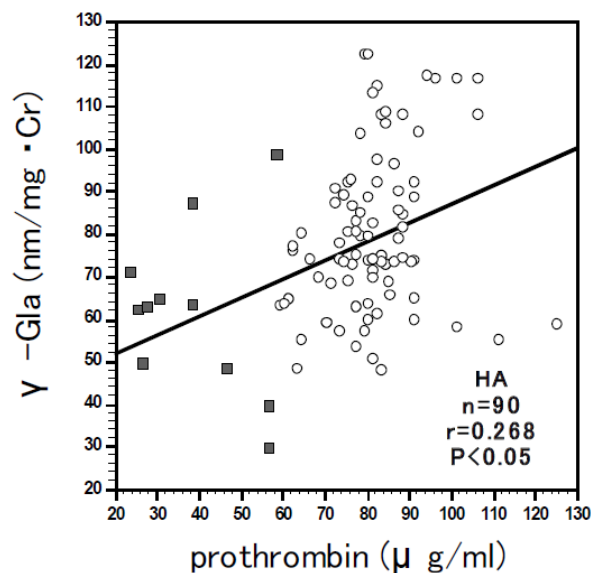 130
120
110
100
90
80
70
60
50
40
30
20
γ -Gla (nm/mg・Cr)
HA
n=90
r=0.268
P<0.05
20 30 40 50 60 70 80 90 100 110 120 130
prothrombin (μ g/ml)